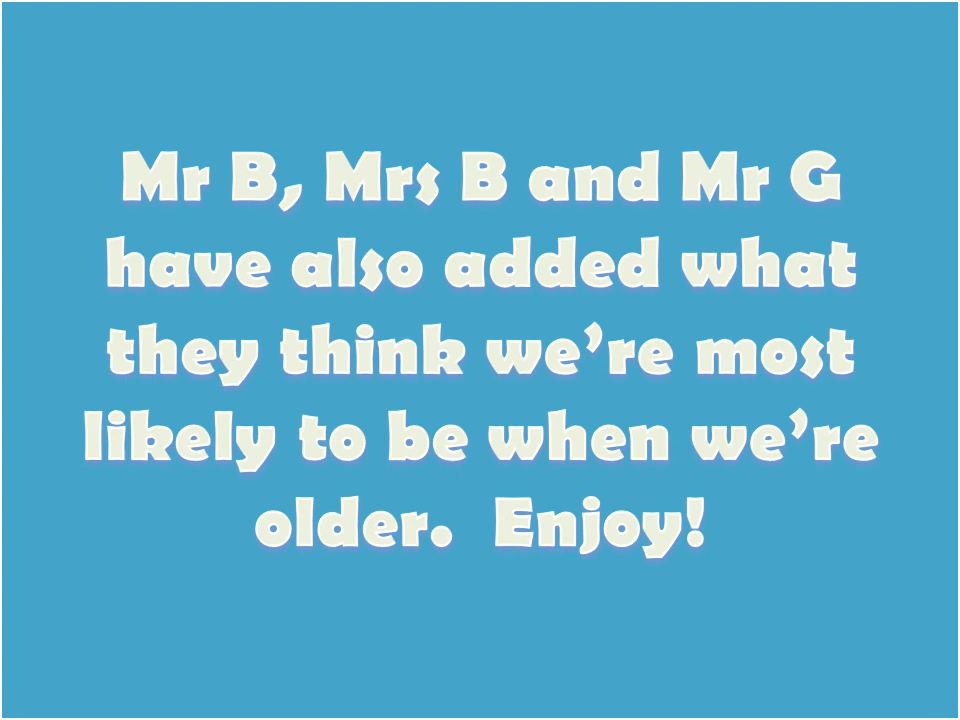 Mr B, Mrs B and Mr G
have also added what
they think we’re most
likely to be when we’re
older.  Enjoy!